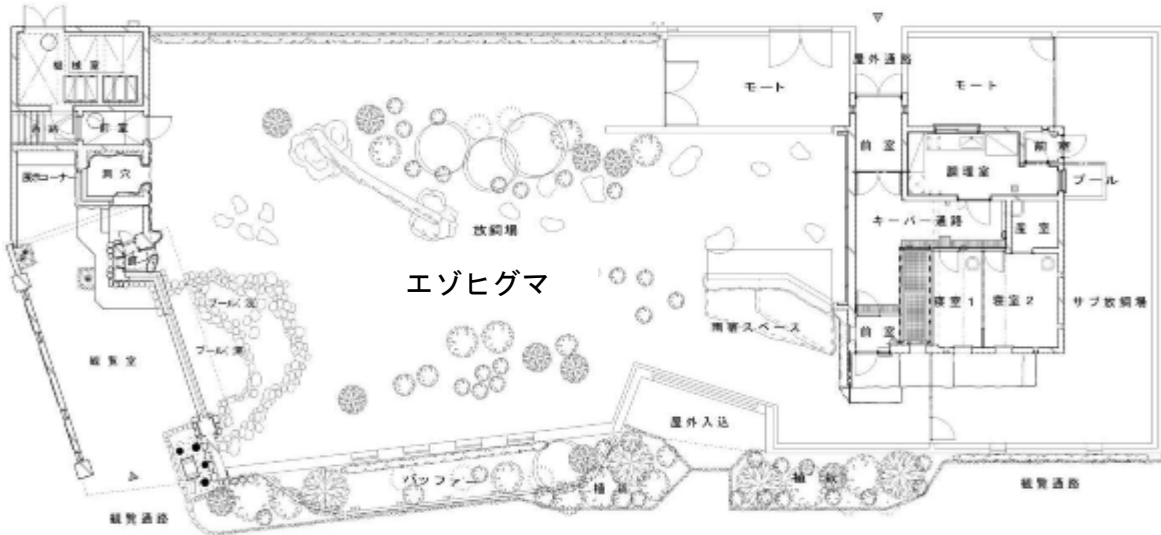 機械室
屋外通路
モート
モート
前室
前室
前室
洞穴
調理室
プール
展示コーナー
キーパー通路
産室
放飼場
エゾヒグマ
プール(浅)
プール(深)
観覧室
雨宿スペース
前室
寝室1
寝室2
サブ放飼場
屋外入込
バッファー
植栽
植栽
観覧通路
観覧通路